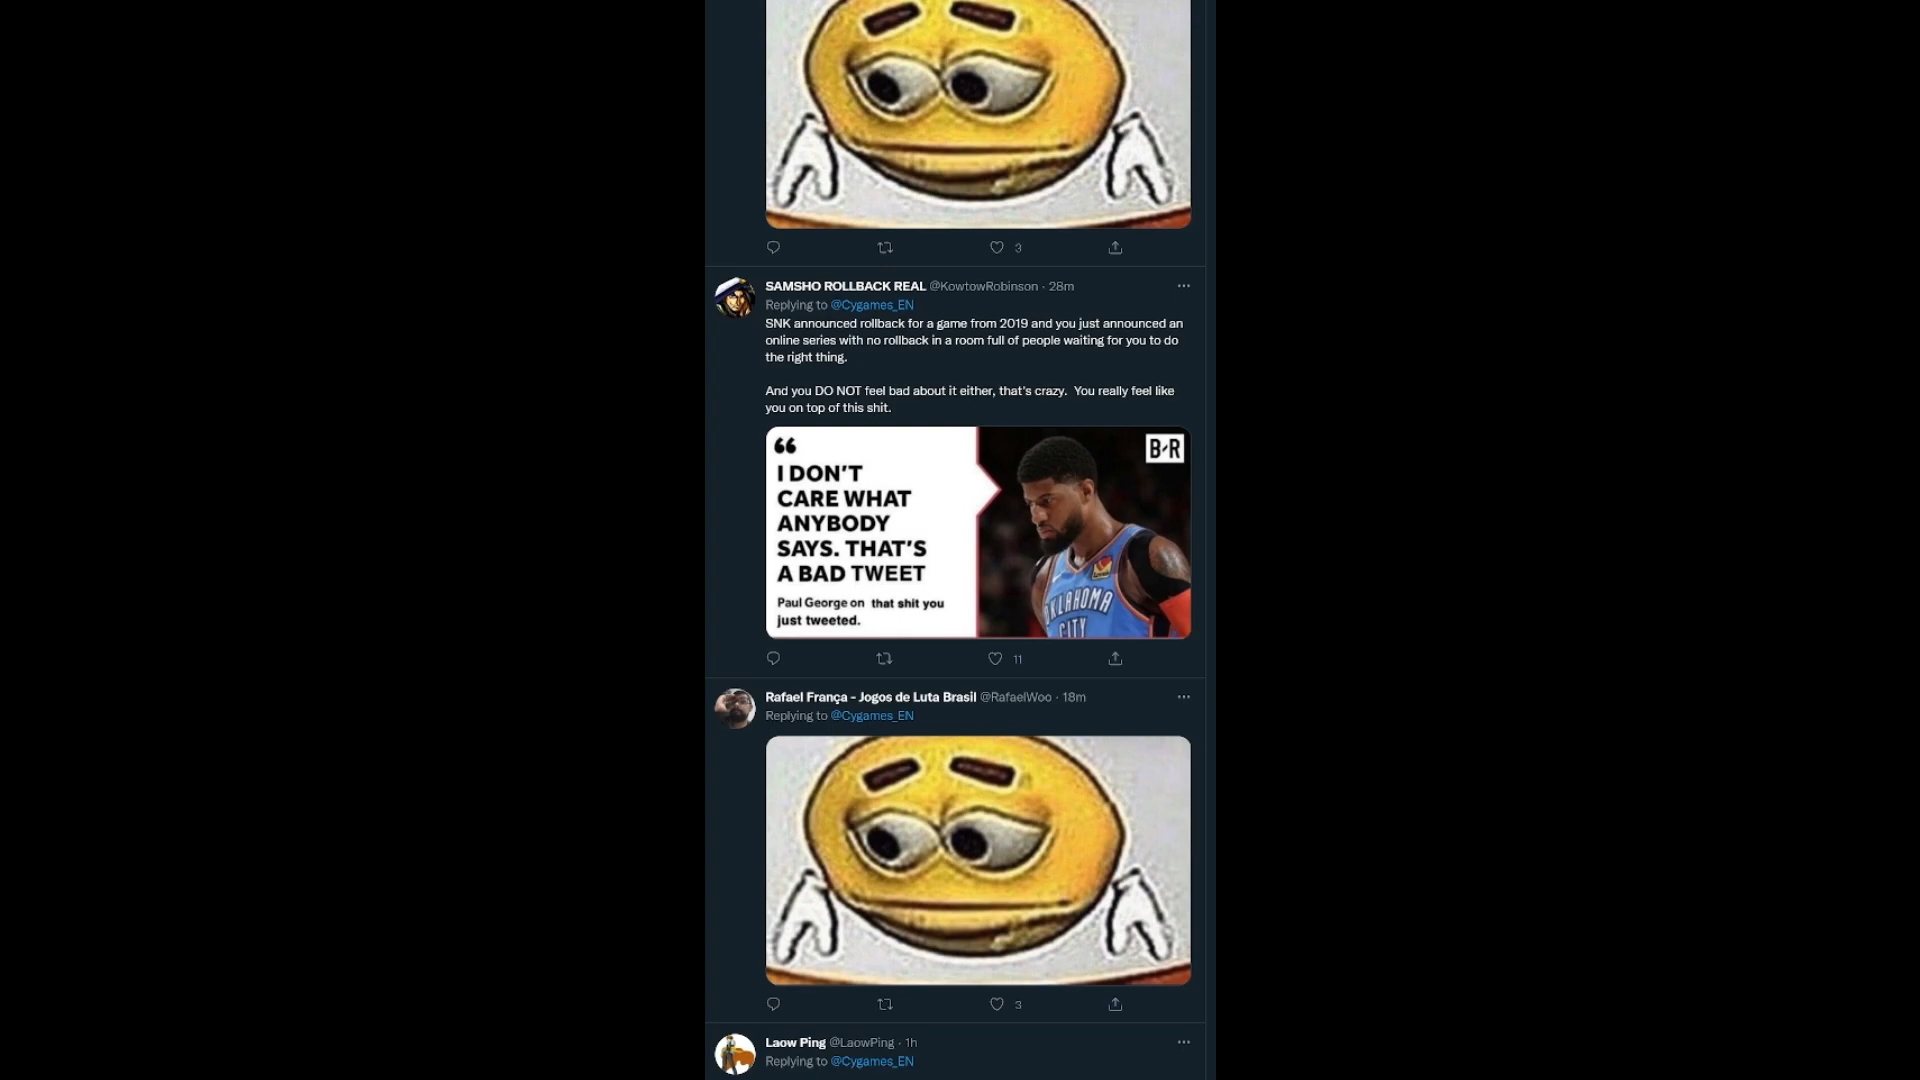 3
SAMSHO ROLLBACK REAL @KowtowRobinson · 28m
Replying to @Cygames_EN
SNK announced rollback for a game from 2019 and you just announced an
online series with no rollback in a room full of people waiting for you to do
the right thing.
And you DO NOT feel bad about it either, that's crazy.  You really feel like
you on top of this shit.
B/R
“
I DON'T
CARE WHAT
ANYBODY
SAYS. THAT'S
A BAD TWEET
Paul George on that shit you
just tweeted.
OKLAHOMA
CITY
11
Rafael França - Jogos de Luta Brasil @RafaelWoo · 18m
Replying to @Cygames_EN
3
Laow Ping @LaowPing · 1h
Replying to @Cygames_EN